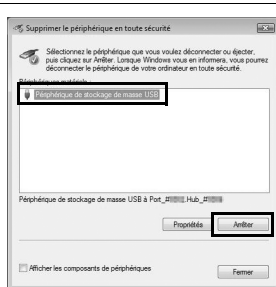 Supprimer le périphérique en toute sécurité
Sélectionnez le périphérique que vous voulez déconnecter ou éjecter,
puis cliquez sur Arrêter. Lorsque Windows vous en informera, vous pourrez
déconnecter le périphérique de votre ordinateur en toute sécurité.
Périphériques matériels :
Périphérique de stockage de masse USB
Périphérique de stockage de masse USB à Port_# .Hub_#
Propriétés
Arrêter
Afficher les composants de périphériques
Fermer